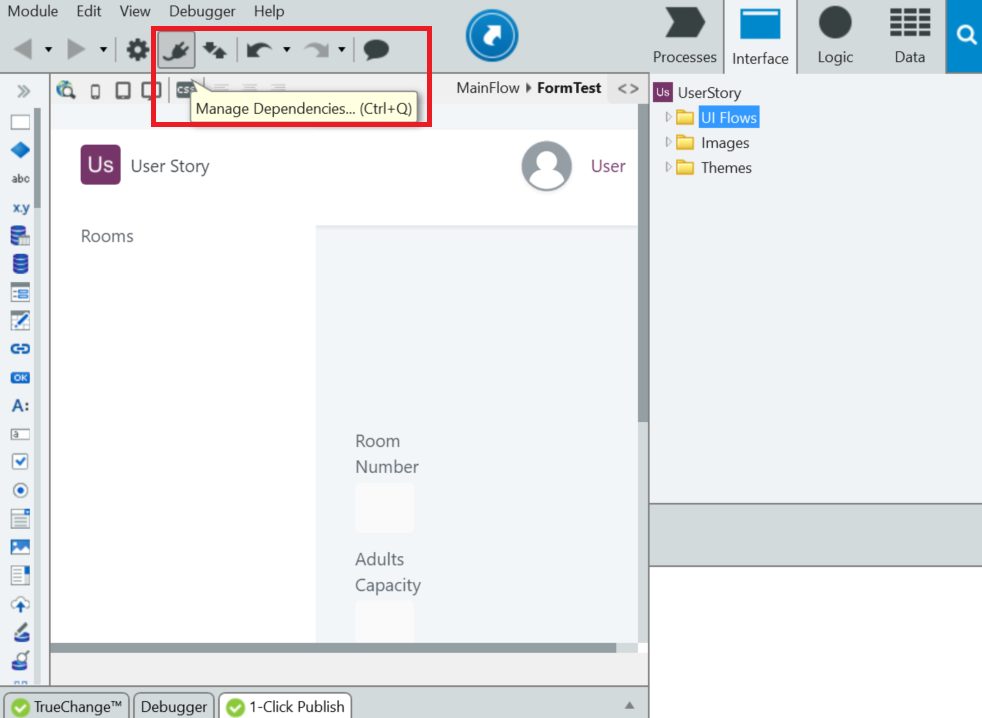 Module Edit View Debugger Help
Processes Interface Logic Data
CSS
MainFlow FormTest <>
Manage Dependencies... (Ctrl+Q)
Us UserStory
UI Flows
Images
Themes
abc
x.y
OK
A:
a
Us User Story
User
Rooms
Room
Number
Adults
Capacity
TrueChange™ Debugger 1-Click Publish